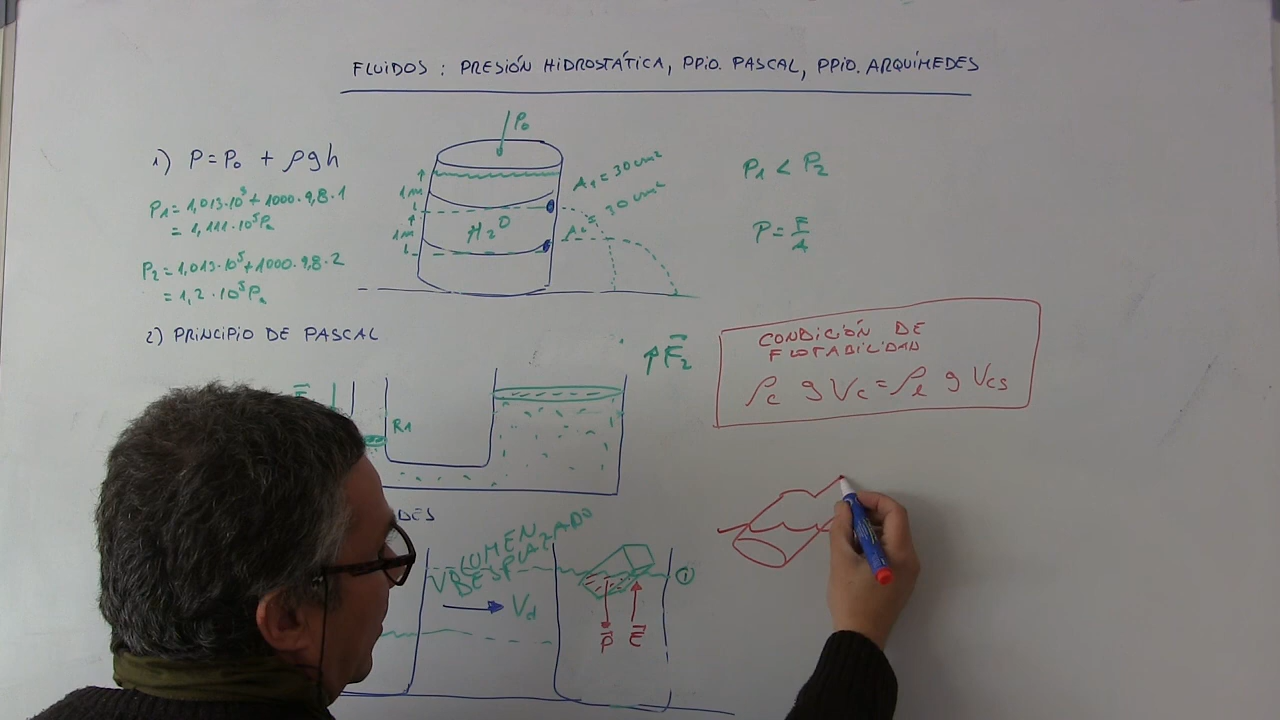 FLUIDOS : PRESIÓN HIDROSTÁTICA, PPIO. PASCAL, PPIO. ARQUÍMEDES
1) P = P₀ + ρgh
P₁ = 1,013·10⁵ + 1000·9,8·1
= 1,111·10⁵ Pa
P₂ = 1,013·10⁵ + 1000·9,8·2
= 1,2·10⁵ Pa
P₀
1m
1m
H₂O
A₁ = 30 cm²
A₂ = 30 cm²
P₁ < P₂
P = F/A
2) PRINCIPIO DE PASCAL
R1
F₂
CONDICIÓN DE
FLOTABILIDAD
ρc g Vc = ρl g Vcs
DES
VOLUMEN
DESPLAZADO
Vd
P
E
1